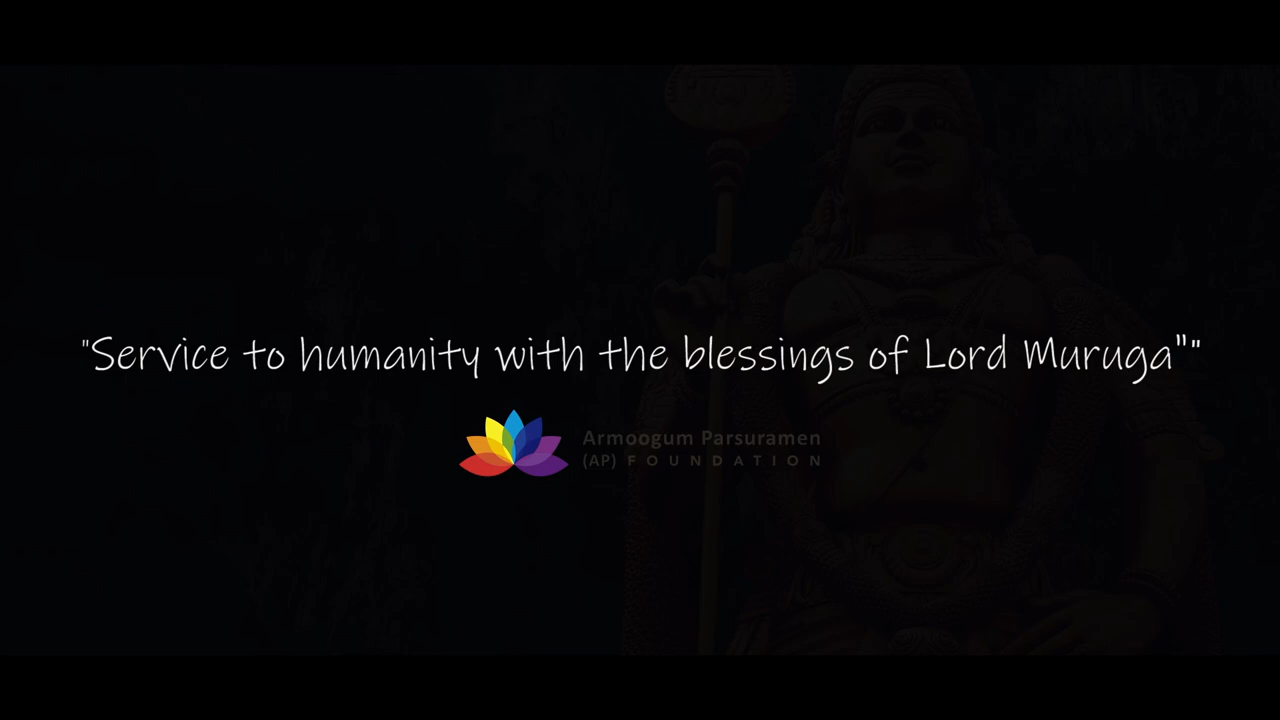 "Service to humanity with the blessings of Lord Muruga""
Armoogum Parsuramen
(AP) FOUNDATION